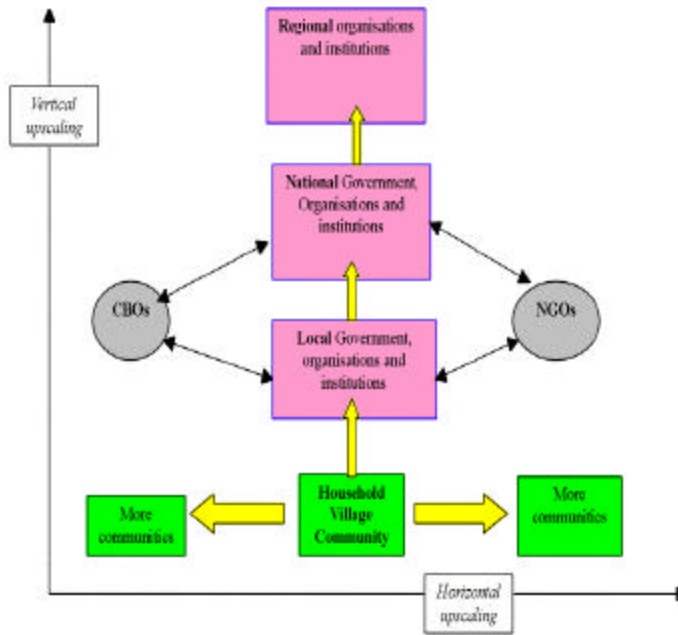 Regional organisations
and institutions
Vertical
upscaling
National Government,
Organisations and
institutions
CBOs
NGOs
Local Government,
organisations and
institutions
More
communities
Household
Village
Community
More
communities
Horizontal
upscaling